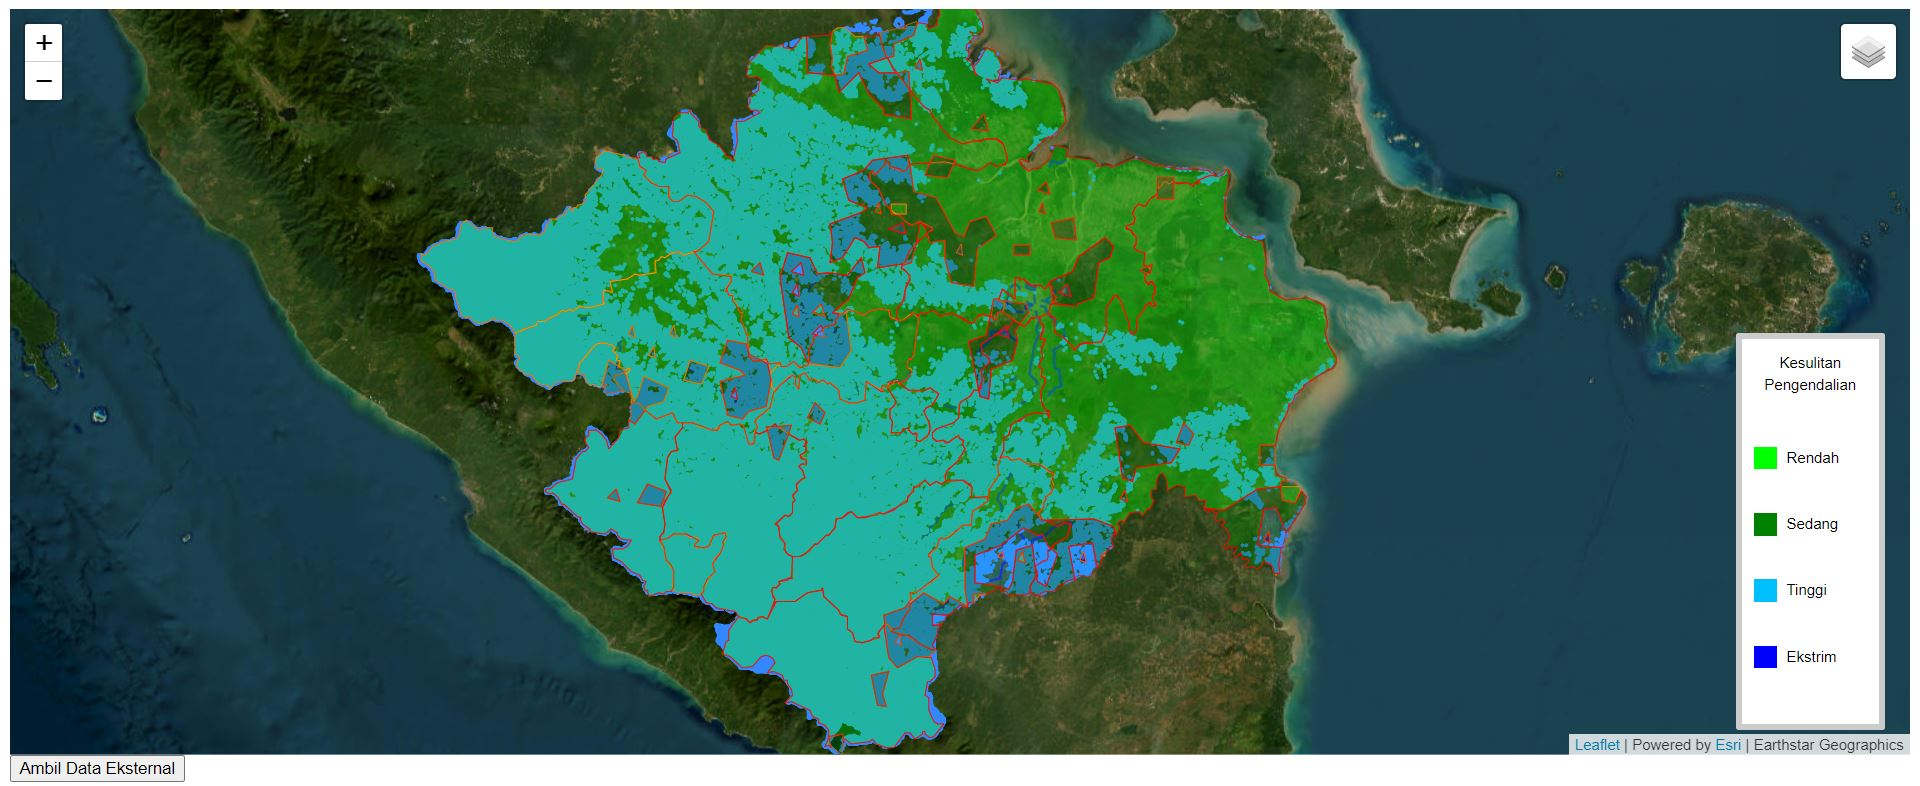 +
−
Kesulitan
Pengendalian
Rendah
Sedang
Tinggi
Ekstrim
Leaflet | Powered by Esri | Earthstar Geographics
Ambil Data Eksternal